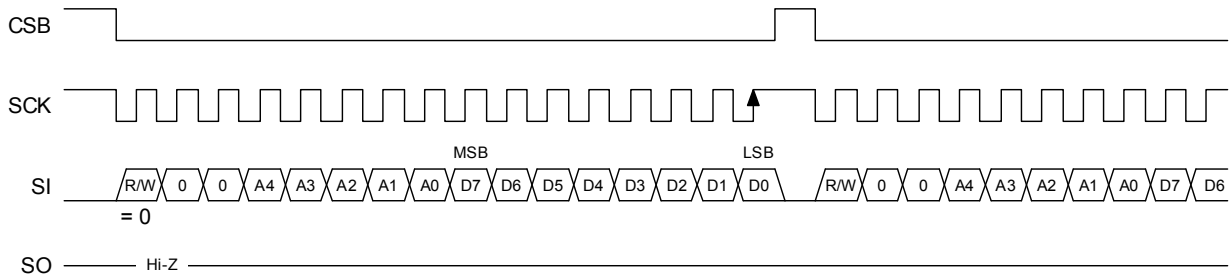 CSB
SCK
MSB LSB
SI R/W 0 0 A4 A3 A2 A1 A0 D7 D6 D5 D4 D3 D2 D1 D0 R/W 0 0 A4 A3 A2 A1 A0 D7 D6
= 0
SO Hi-Z